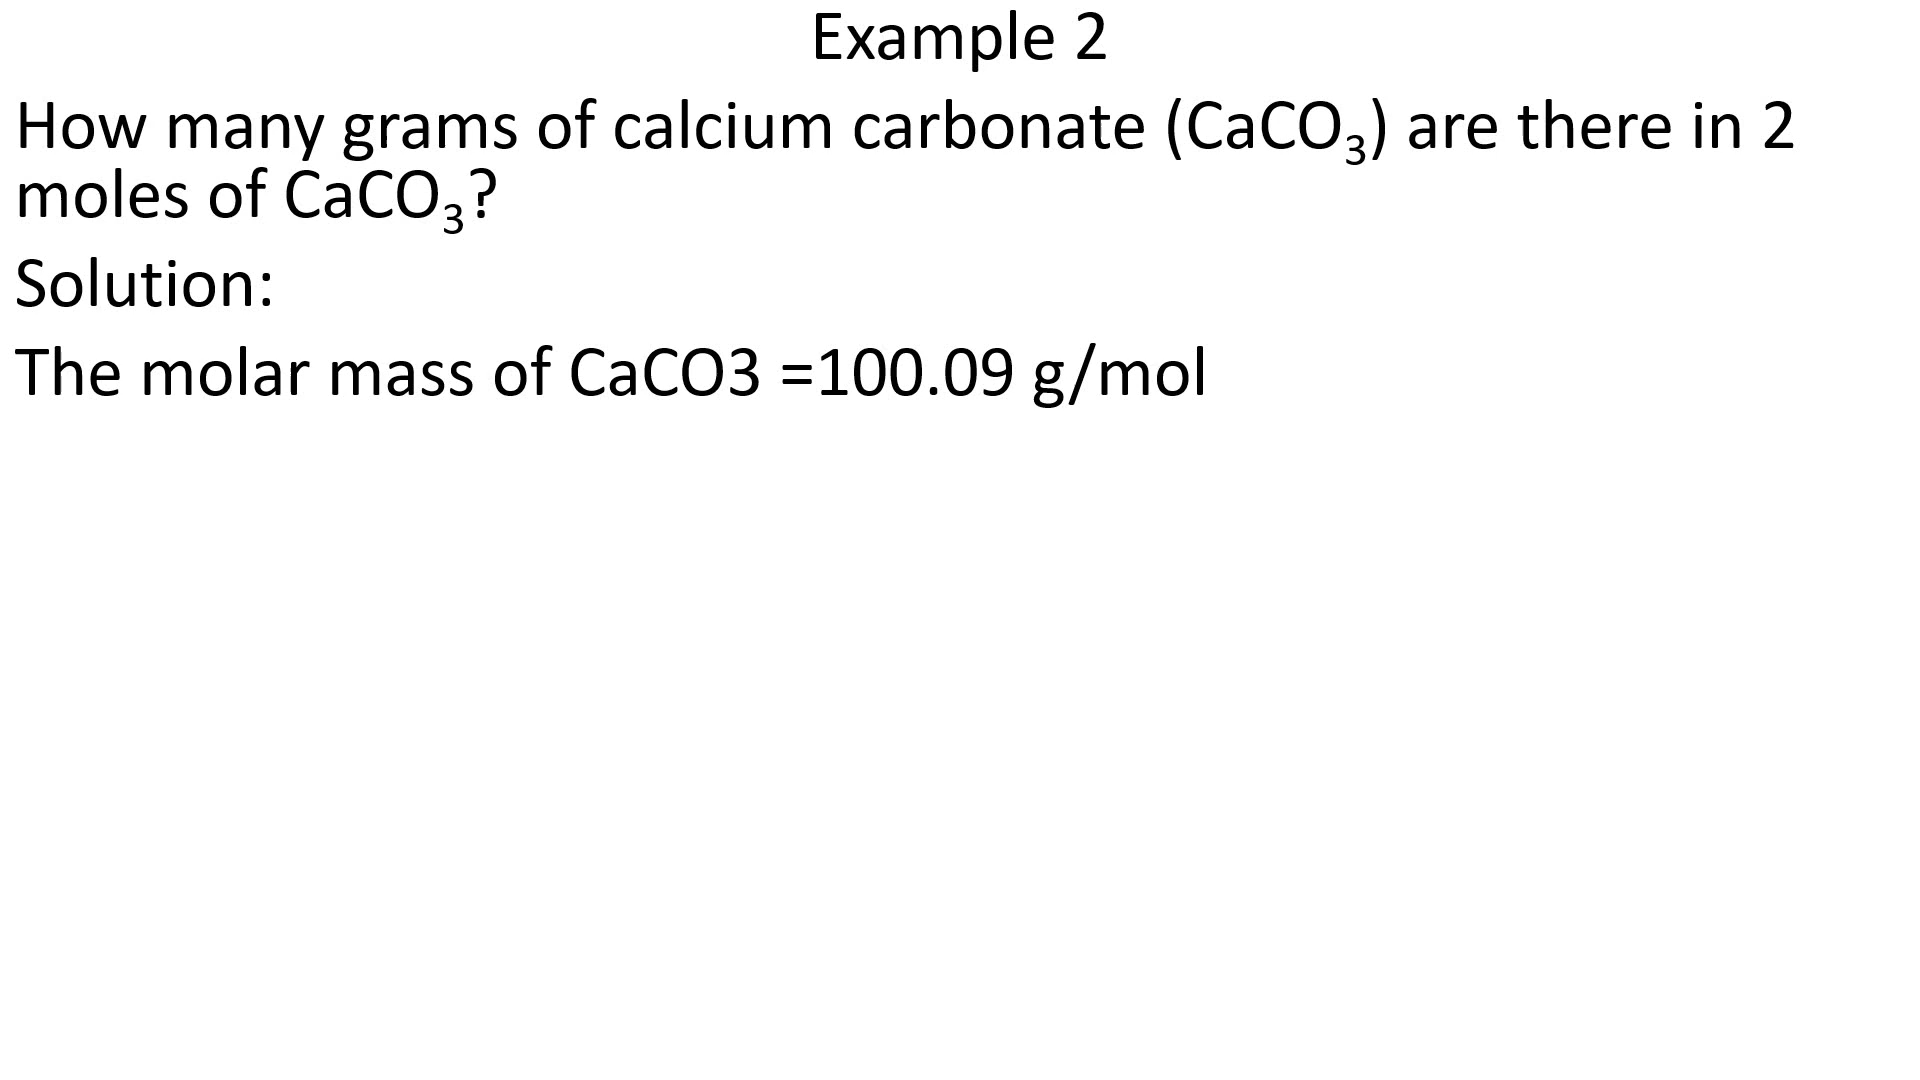 Example 2
How many grams of calcium carbonate (CaCO₃) are there in 2
moles of CaCO₃?
Solution:
The molar mass of CaCO3 =100.09 g/mol